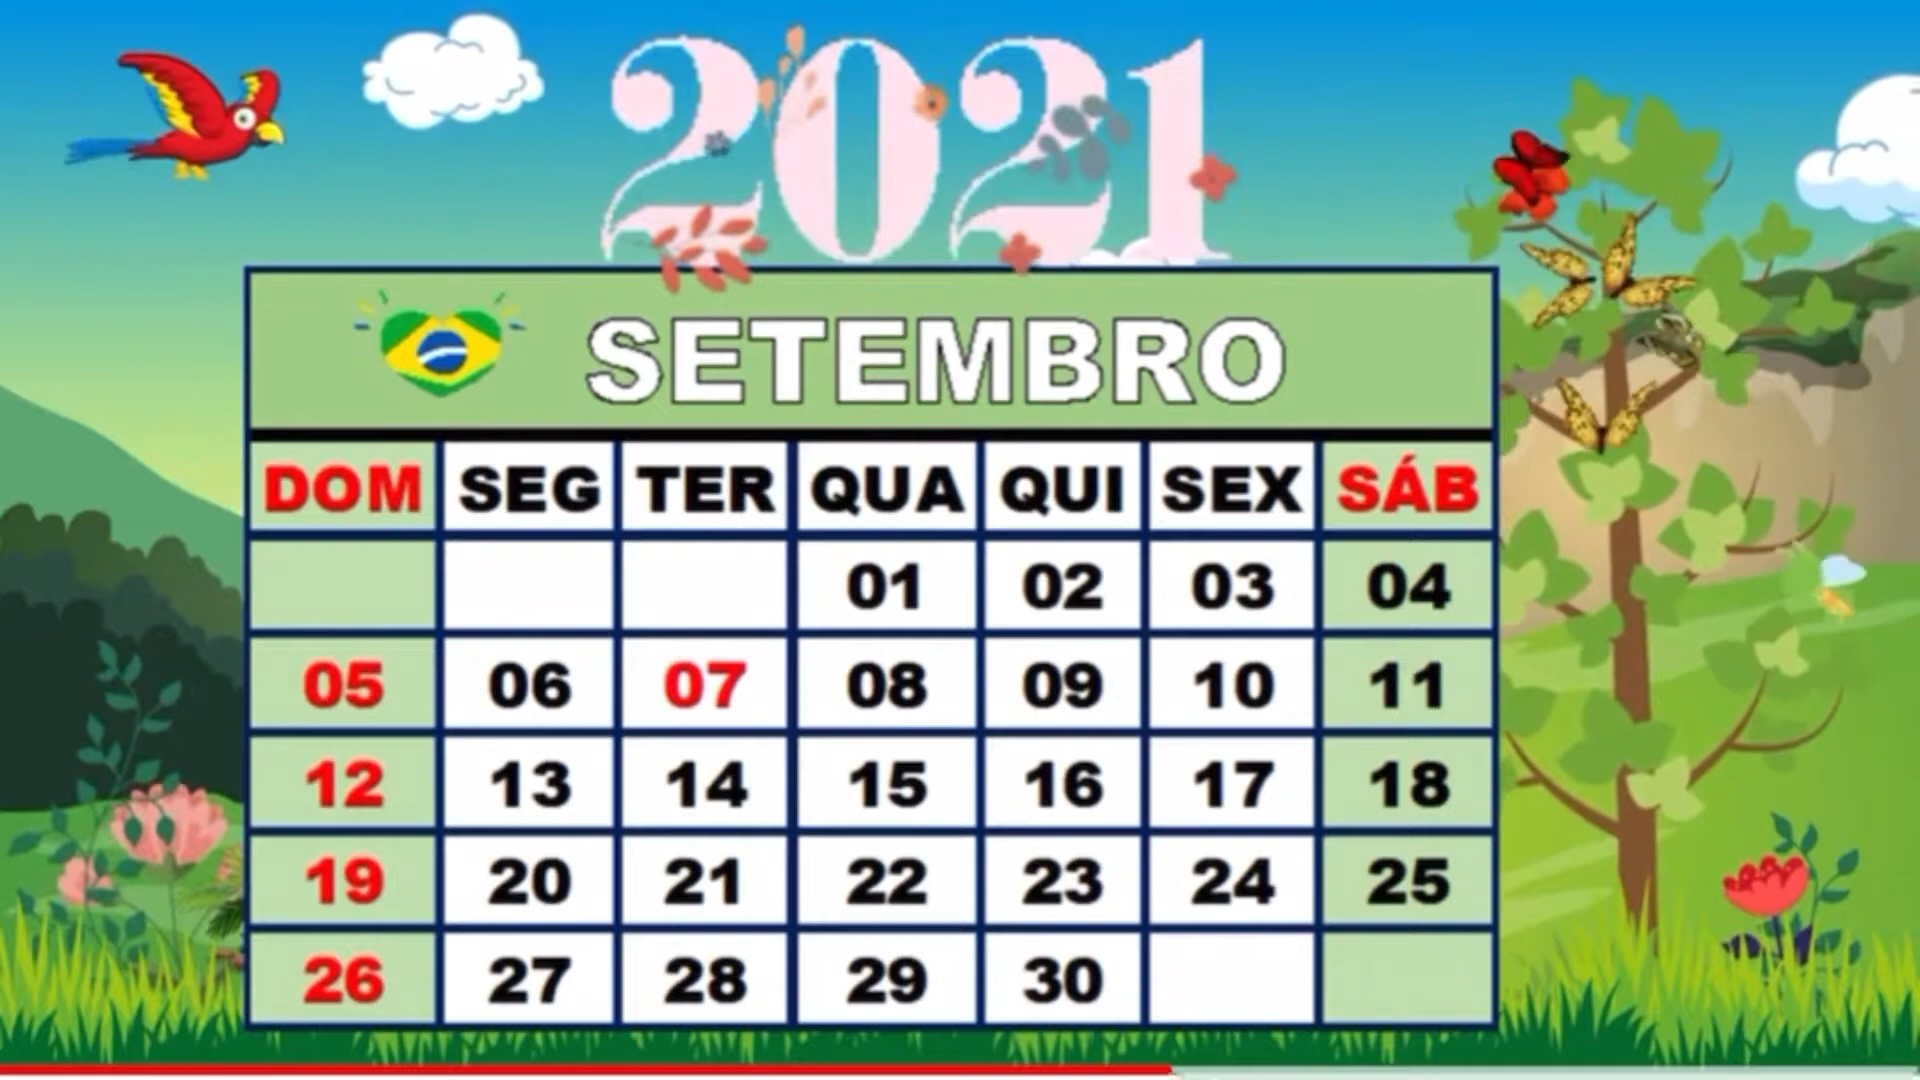 2021
SETEMBRO
DOM SEG TER QUA QUI SEX SÁB
01 02 03 04
05 06 07 08 09 10 11
12 13 14 15 16 17 18
19 20 21 22 23 24 25
26 27 28 29 30